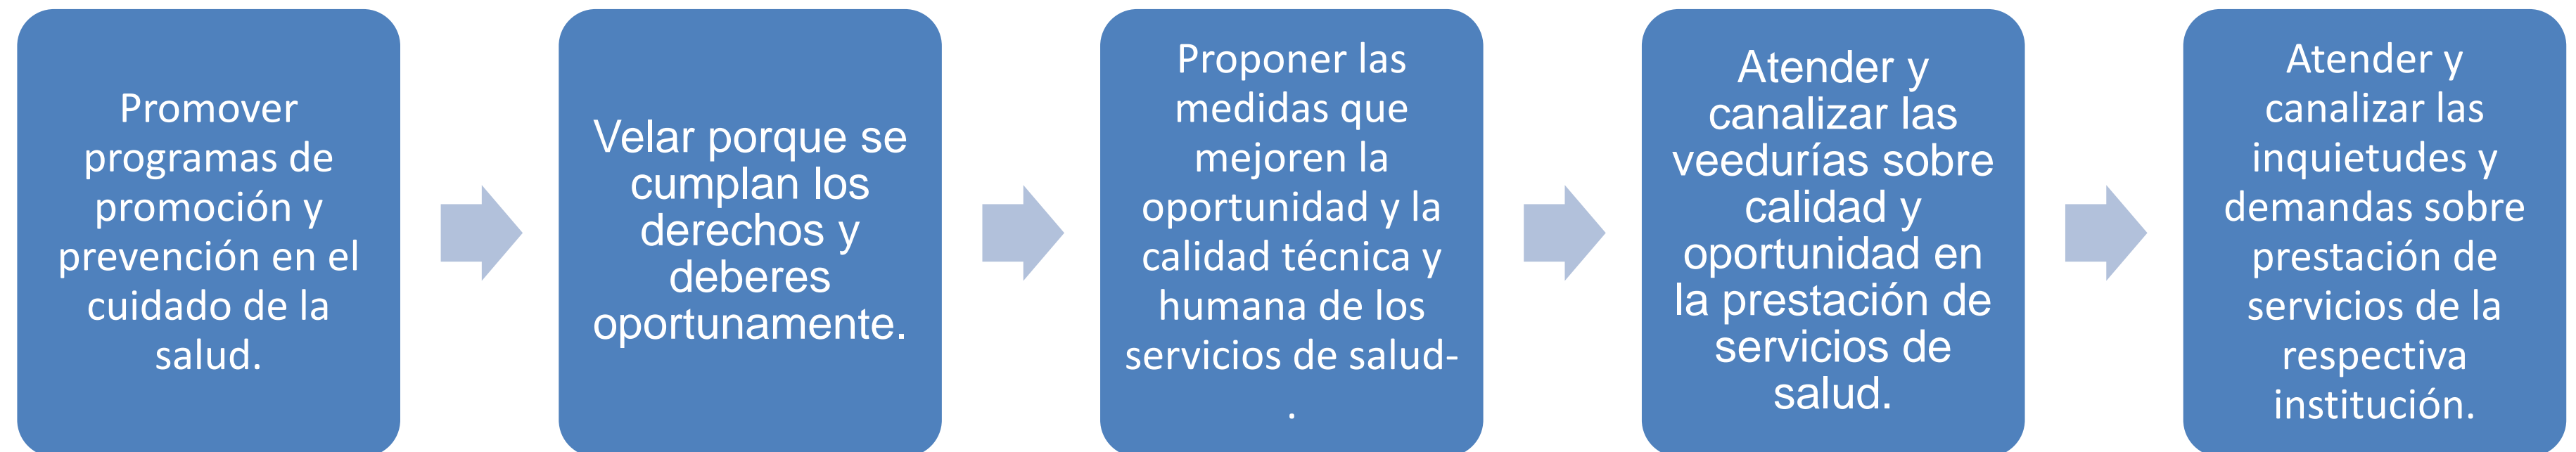 Promover
programas de
promoción y
prevención en el
cuidado de la
salud.
Velar porque se
cumplan los
derechos y
deberes
oportunamente.
Proponer las
medidas que
mejoren la
oportunidad y la
calidad técnica y
humana de los
servicios de salud-
.
Atender y
canalizar las
veedurías sobre
calidad y
oportunidad en
la prestación de
servicios de
salud.
Atender y
canalizar las
inquietudes y
demandas sobre
prestación de
servicios de la
respectiva
institución.